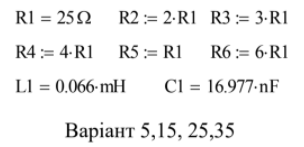 R1 = 25 Ω R2 := 2·R1 R3 := 3·R1
R4 := 4·R1 R5 := R1 R6 := 6·R1
L1 = 0.066·mH C1 = 16.977·nF
Варіант 5,15, 25,35